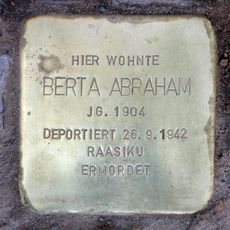 HIER WOHNTE
BERTA ABRAHAM
JG. 1904
DEPORTIERT 26.9.1942
RAASIKU
ERMORDET